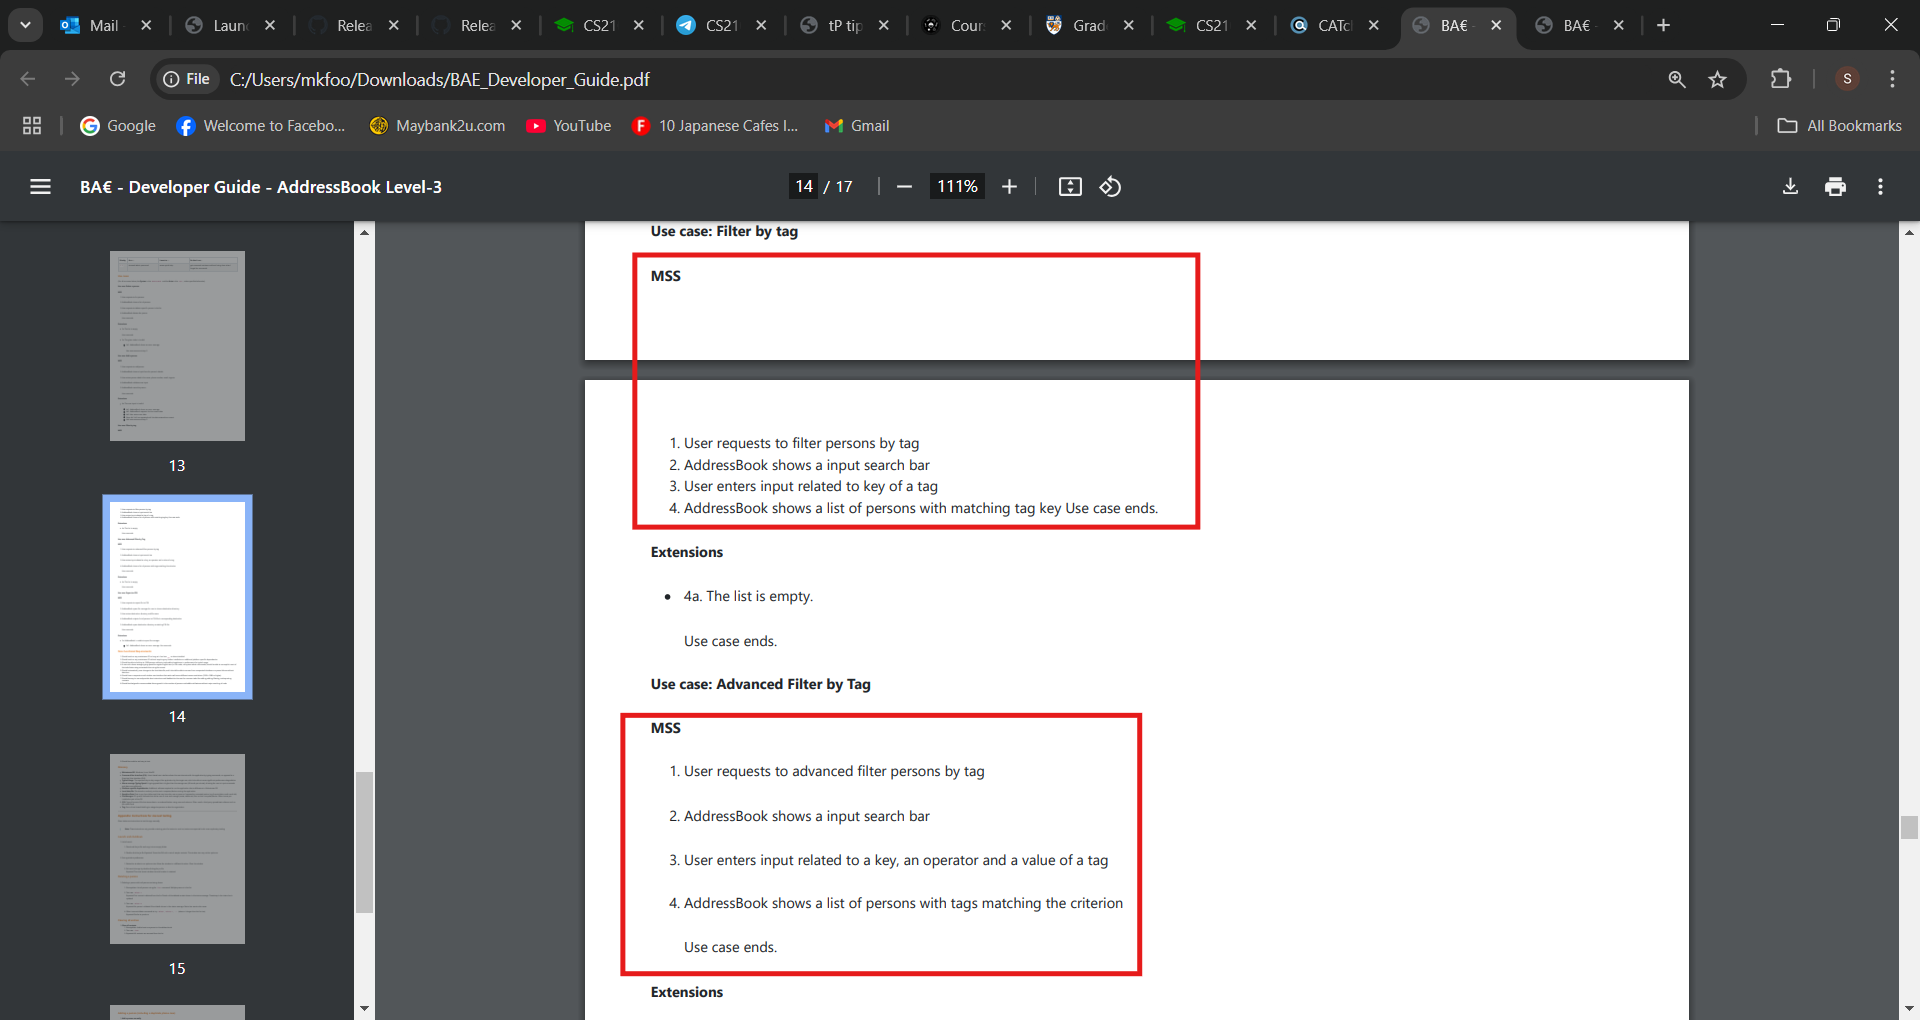 Mail
Laun
Relea
Relea
CS21
CS21
tP tip
Cour
Grad
CS21
CATc
BA€ -
BA€ -
File
C:/Users/mkfoo/Downloads/BAE_Developer_Guide.pdf
S
Google
Welcome to Facebo...
Maybank2u.com
YouTube
10 Japanese Cafes I...
Gmail
All Bookmarks
BA€ - Developer Guide - AddressBook Level-3
14 / 17
111%
13
14
15
Use case: Filter by tag
MSS
1. User requests to filter persons by tag
2. AddressBook shows a input search bar
3. User enters input related to key of a tag
4. AddressBook shows a list of persons with matching tag key Use case ends.
Extensions
• 4a. The list is empty.
Use case ends.
Use case: Advanced Filter by Tag
MSS
1. User requests to advanced filter persons by tag
2. AddressBook shows a input search bar
3. User enters input related to a key, an operator and a value of a tag
4. AddressBook shows a list of persons with tags matching the criterion
Use case ends.
Extensions